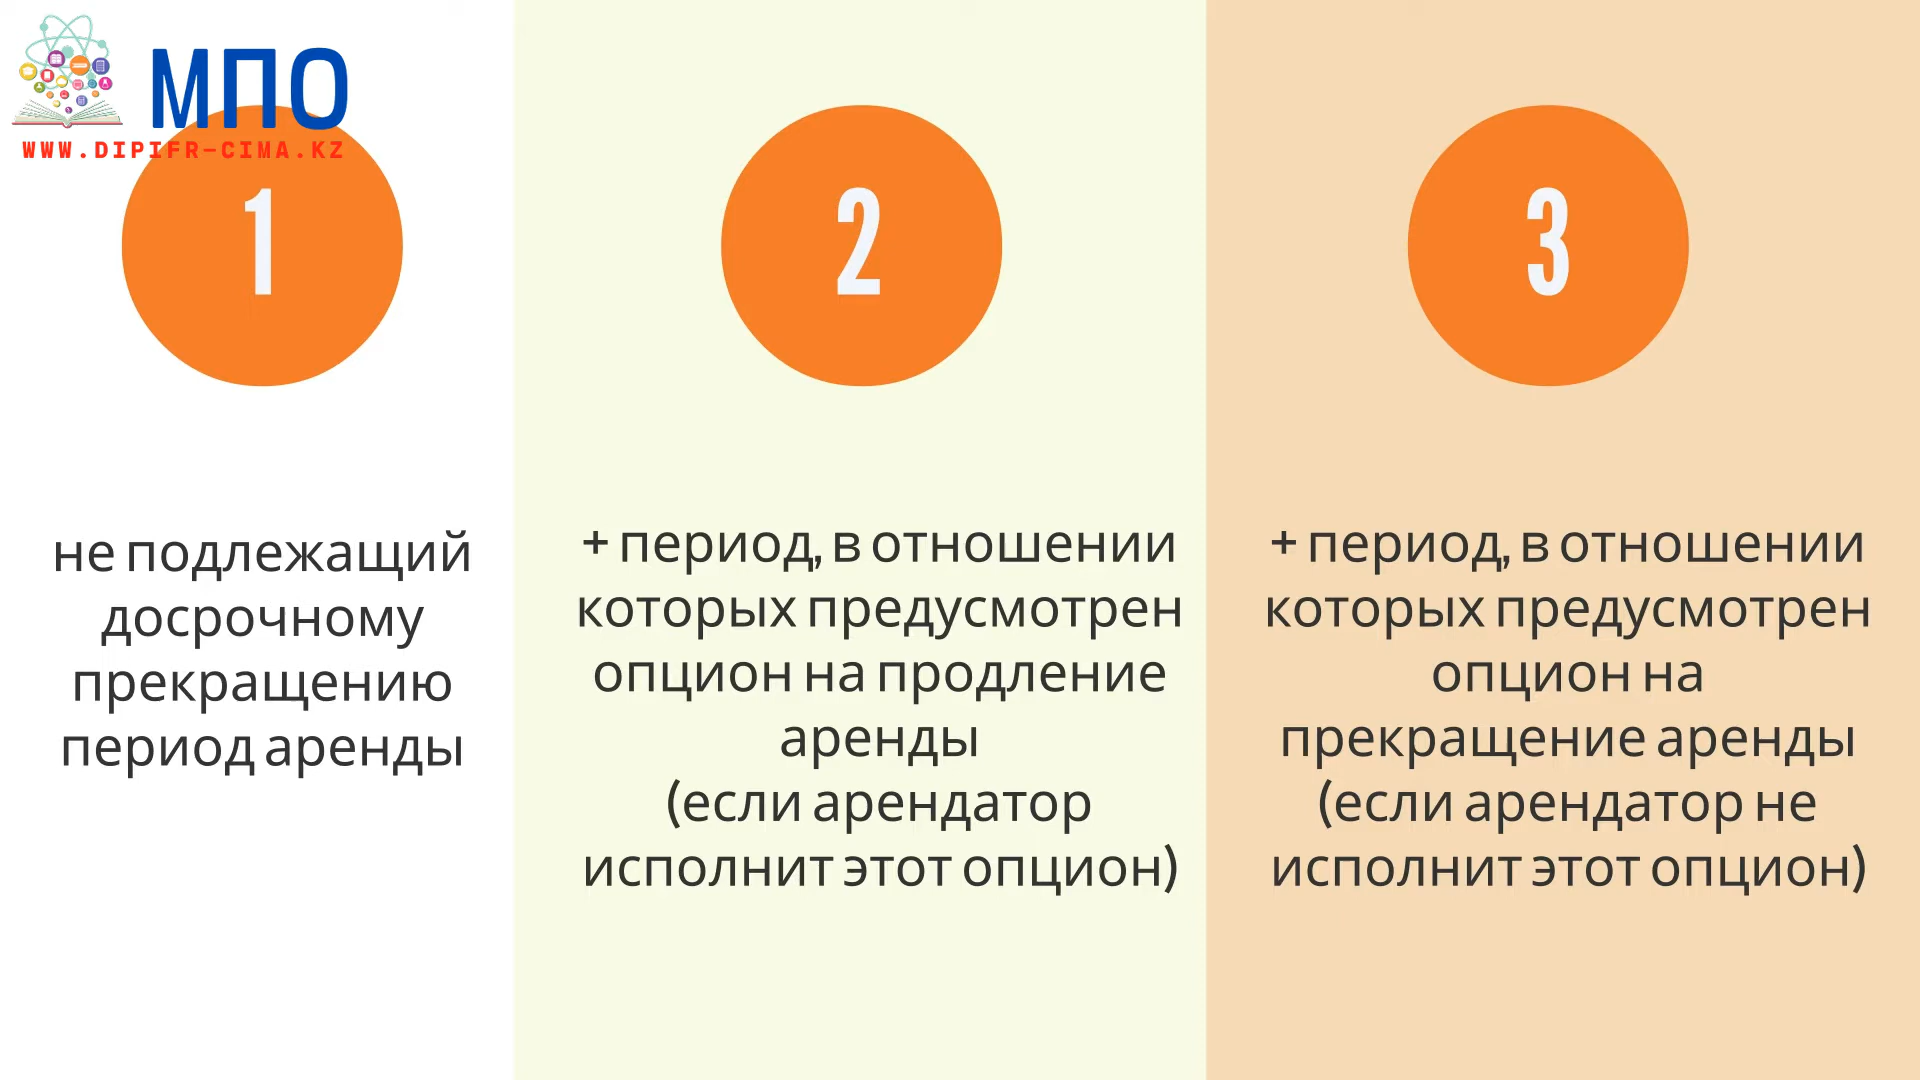 МПО
WWW.DIPIFR-CIMA.KZ
1
не подлежащий
досрочному
прекращению
период аренды
2
+ период, в отношении
которых предусмотрен
опцион на продление
аренды
(если арендатор
исполнит этот опцион)
3
+ период, в отношении
которых предусмотрен
опцион на
прекращение аренды
(если арендатор не
исполнит этот опцион)